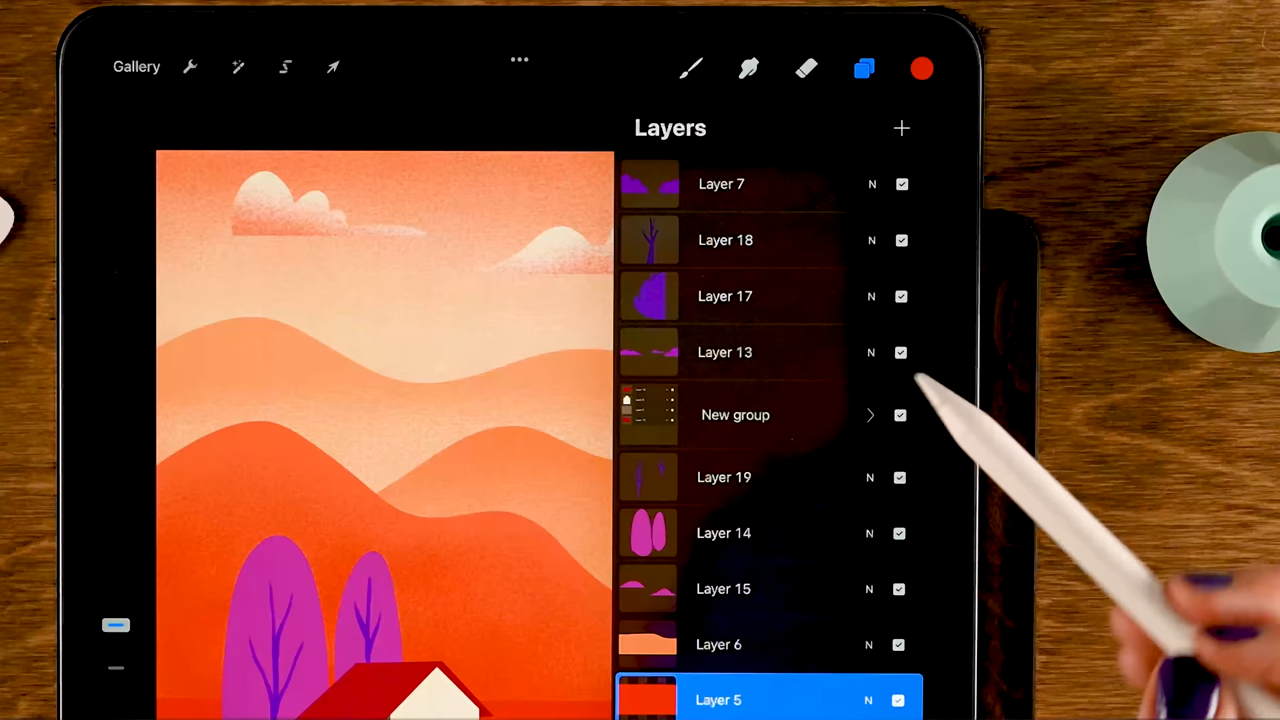 Gallery
Layers
Layer 7 N
Layer 18 N
Layer 17 N
Layer 13 N
New group
Layer 19 N
Layer 14 N
Layer 15 N
Layer 6 N
Layer 5 N